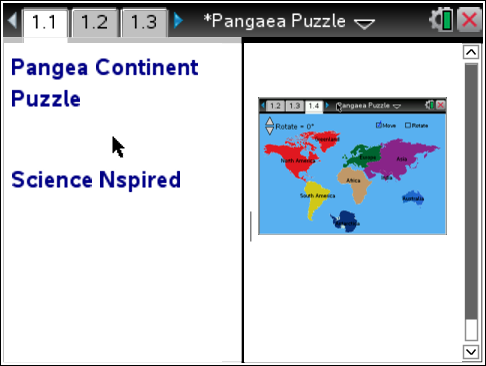 1.1 1.2 1.3 *Pangaea Puzzle
Pangea Continent
Puzzle
Science Nspired
1.2 1.3 1.4 Pangaea Puzzle
Rotate = 0° Move Rotate
Greenland
North America Europe Asia
Africa India
South America Australia
Antarctica